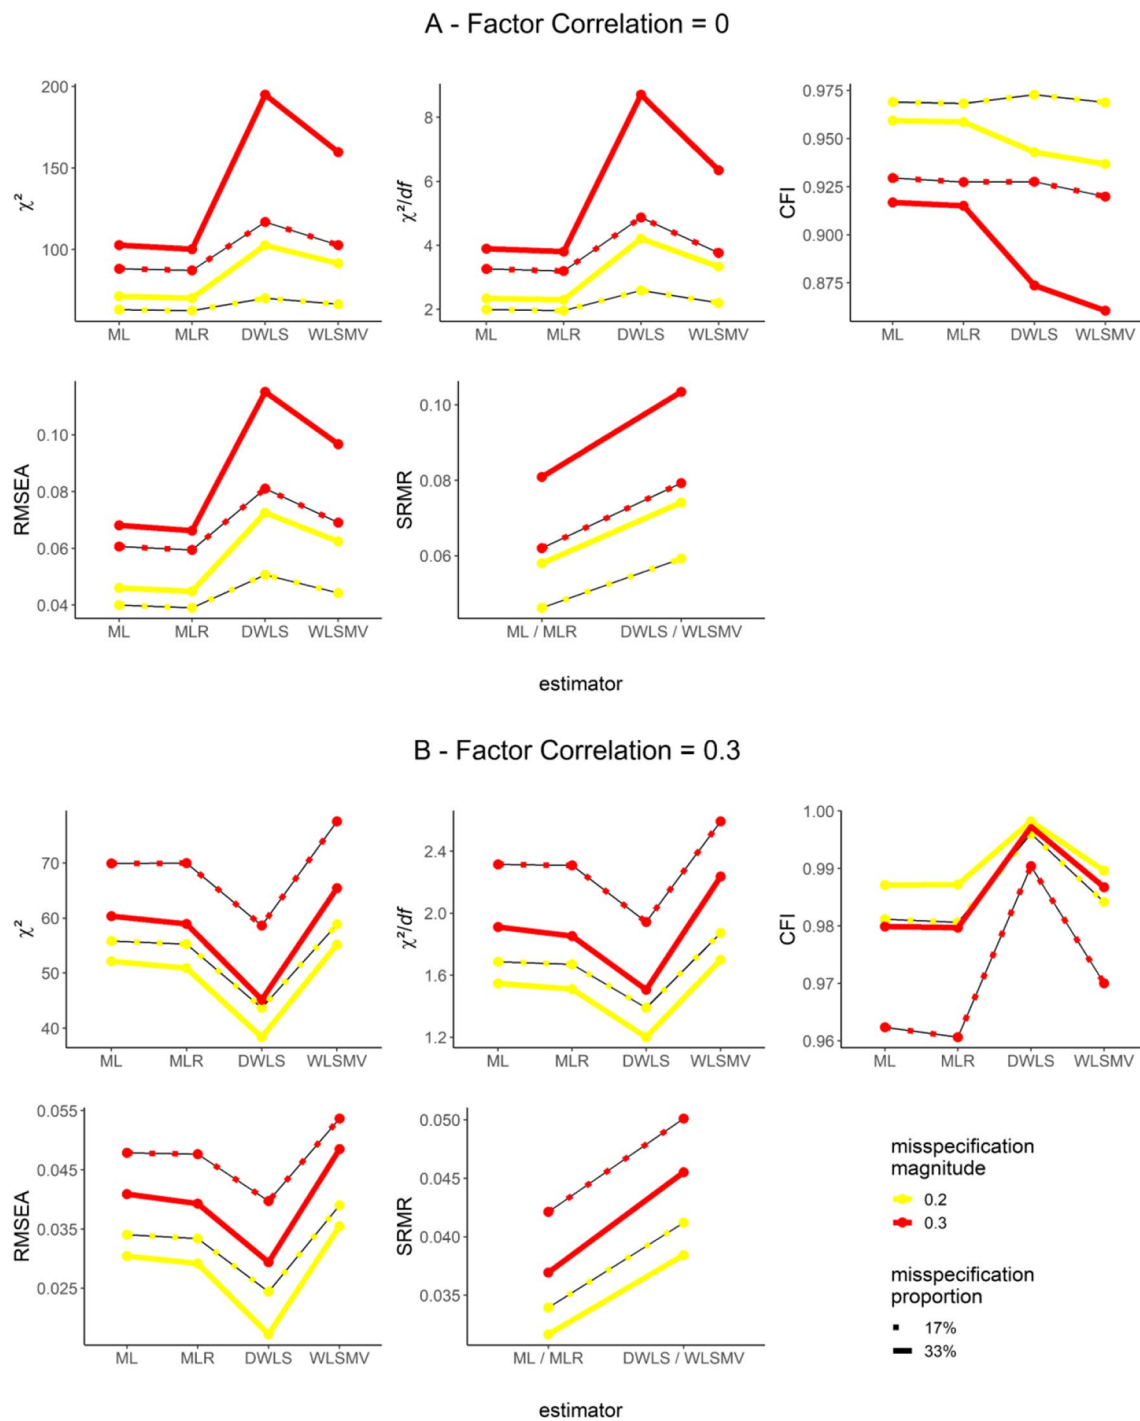 A - Factor Correlation = 0
χ²
200
150
100
ML MLR DWLS WLSMV
χ²/df
8
6
4
2
ML MLR DWLS WLSMV
CFI
0.975
0.950
0.925
0.900
0.875
ML MLR DWLS WLSMV
RMSEA
0.10
0.08
0.06
0.04
ML MLR DWLS WLSMV
SRMR
0.10
0.08
0.06
ML / MLR DWLS / WLSMV
estimator
B - Factor Correlation = 0.3
χ²
70
60
50
40
ML MLR DWLS WLSMV
χ²/df
2.4
2.0
1.6
1.2
ML MLR DWLS WLSMV
CFI
1.00
0.99
0.98
0.97
0.96
ML MLR DWLS WLSMV
RMSEA
0.055
0.045
0.035
0.025
ML MLR DWLS WLSMV
SRMR
0.050
0.045
0.040
0.035
ML / MLR DWLS / WLSMV
misspecification
magnitude
0.2
0.3
misspecification
proportion
17%
33%
estimator